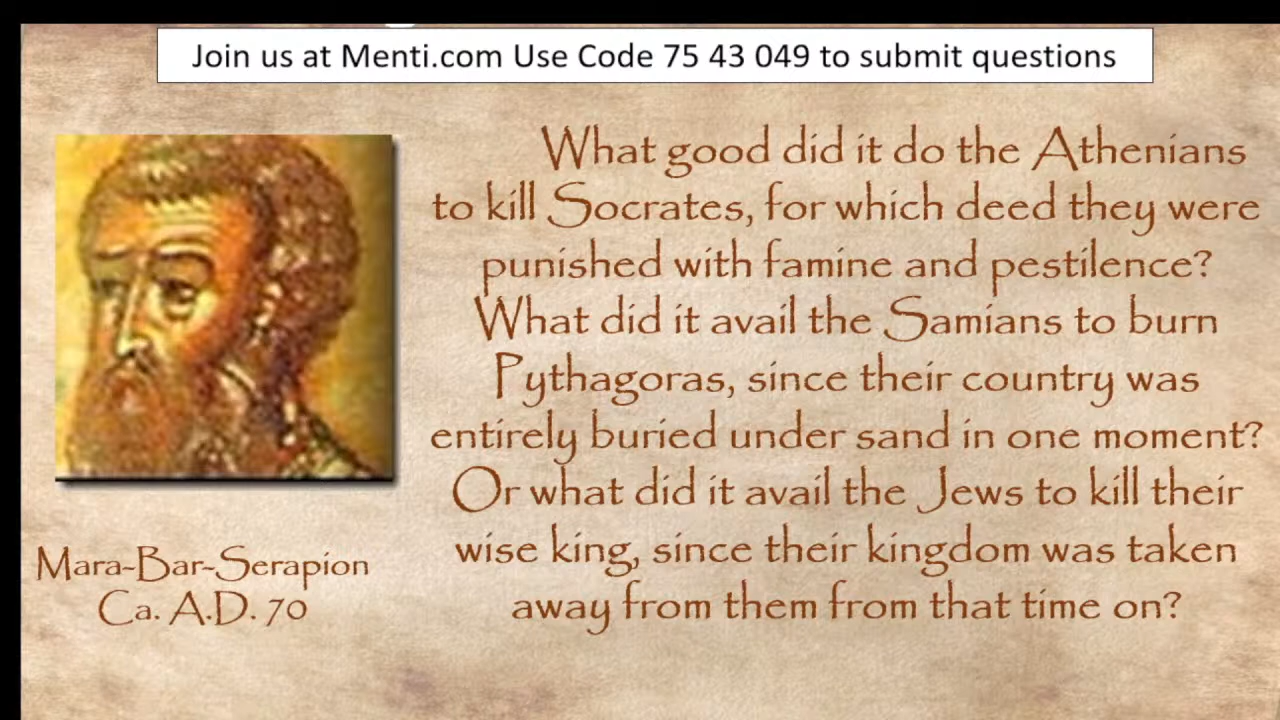 Join us at Menti.com Use Code 75 43 049 to submit questions
What good did it do the Athenians
to kill Socrates, for which deed they were
punished with famine and pestilence?
What did it avail the Samians to burn
Pythagoras, since their country was
entirely buried under sand in one moment?
Or what did it avail the Jews to kill their
wise king, since their kingdom was taken
away from them from that time on?
Mara-Bar-Serapion
Ca. A.D. 70